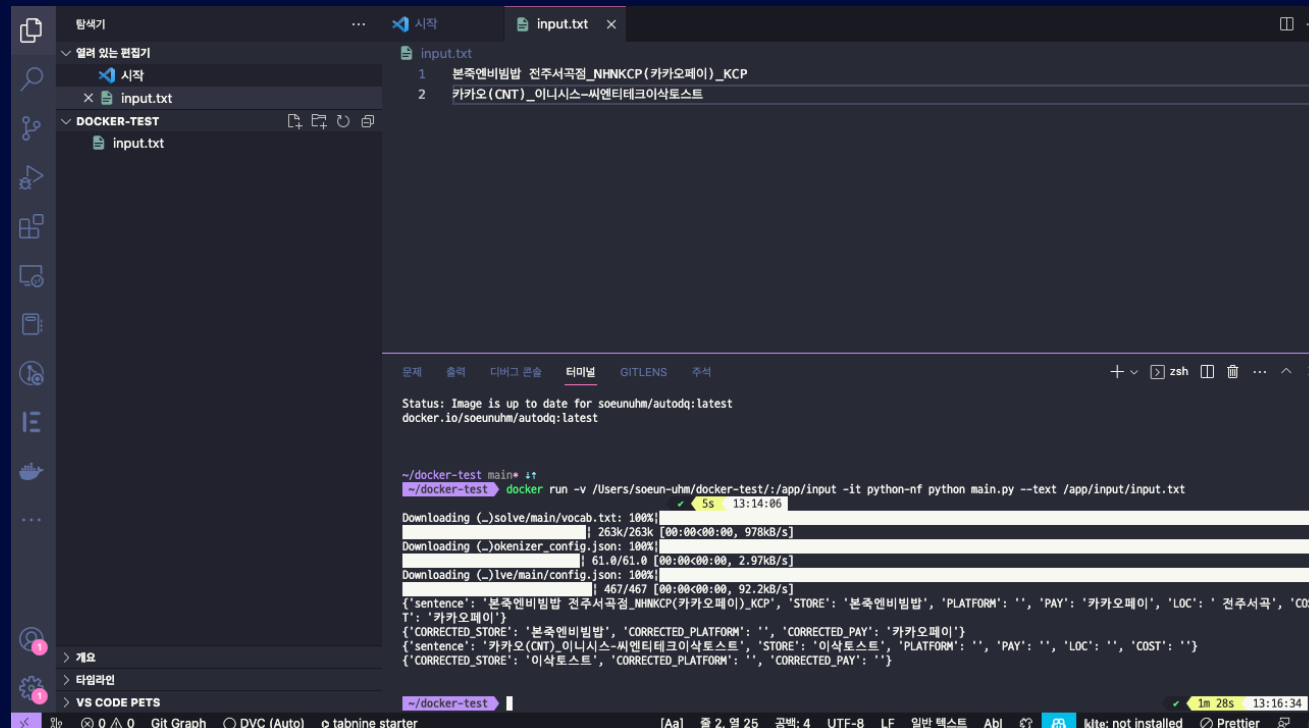 탐색기
열려 있는 편집기
시작
input.txt
DOCKER-TEST
input.txt
개요
타임라인
VS CODE PETS
시작
input.txt
input.txt
1 본죽엔비빔밥 전주서곡점_NHNKCP(카카오페이)_KCP
2 카카오(CNT)_이니시스-씨엔티테크이삭토스트
문제 출력 디버그 콘솔 터미널 GITLENS 주석
zsh
Status: Image is up to date for soeunuhm/autodq:latest
docker.io/soeunuhm/autodq:latest
~/docker-test main*
~/docker-test docker run -v /Users/soeun-uhm/docker-test/:/app/input -it python-nf python main.py --text /app/input/input.txt
5s 13:14:06
Downloading (…)solve/main/vocab.txt: 100%|
| 263k/263k [00:00<00:00, 978kB/s]
Downloading (…)okenizer_config.json: 100%|
| 61.0/61.0 [00:00<00:00, 2.97kB/s]
Downloading (…)lve/main/config.json: 100%|
| 467/467 [00:00<00:00, 92.2kB/s]
{'sentence': '본죽엔비빔밥 전주서곡점_NHNKCP(카카오페이)_KCP', 'STORE': '본죽엔비빔밥', 'PLATFORM': '', 'PAY': '카카오페이', 'LOC': ' 전주서곡', 'COS
T': '카카오페이'}
{'CORRECTED_STORE': '본죽엔비빔밥', 'CORRECTED_PLATFORM': '', 'CORRECTED_PAY': '카카오페이'}
{'sentence': '카카오(CNT)_이니시스-씨엔티테크이삭토스트', 'STORE': '이삭토스트', 'PLATFORM': '', 'PAY': '', 'LOC': '', 'COST': ''}
{'CORRECTED_STORE': '이삭토스트', 'CORRECTED_PLATFORM': '', 'CORRECTED_PAY': ''}
~/docker-test
1m 28s 13:16:34
1
1
0 0 Git Graph DVC (Auto) tabnine starter [Aa] 줄 2, 열 25 공백: 4 UTF-8 LF 일반 텍스트 Abl kite: not installed Prettier